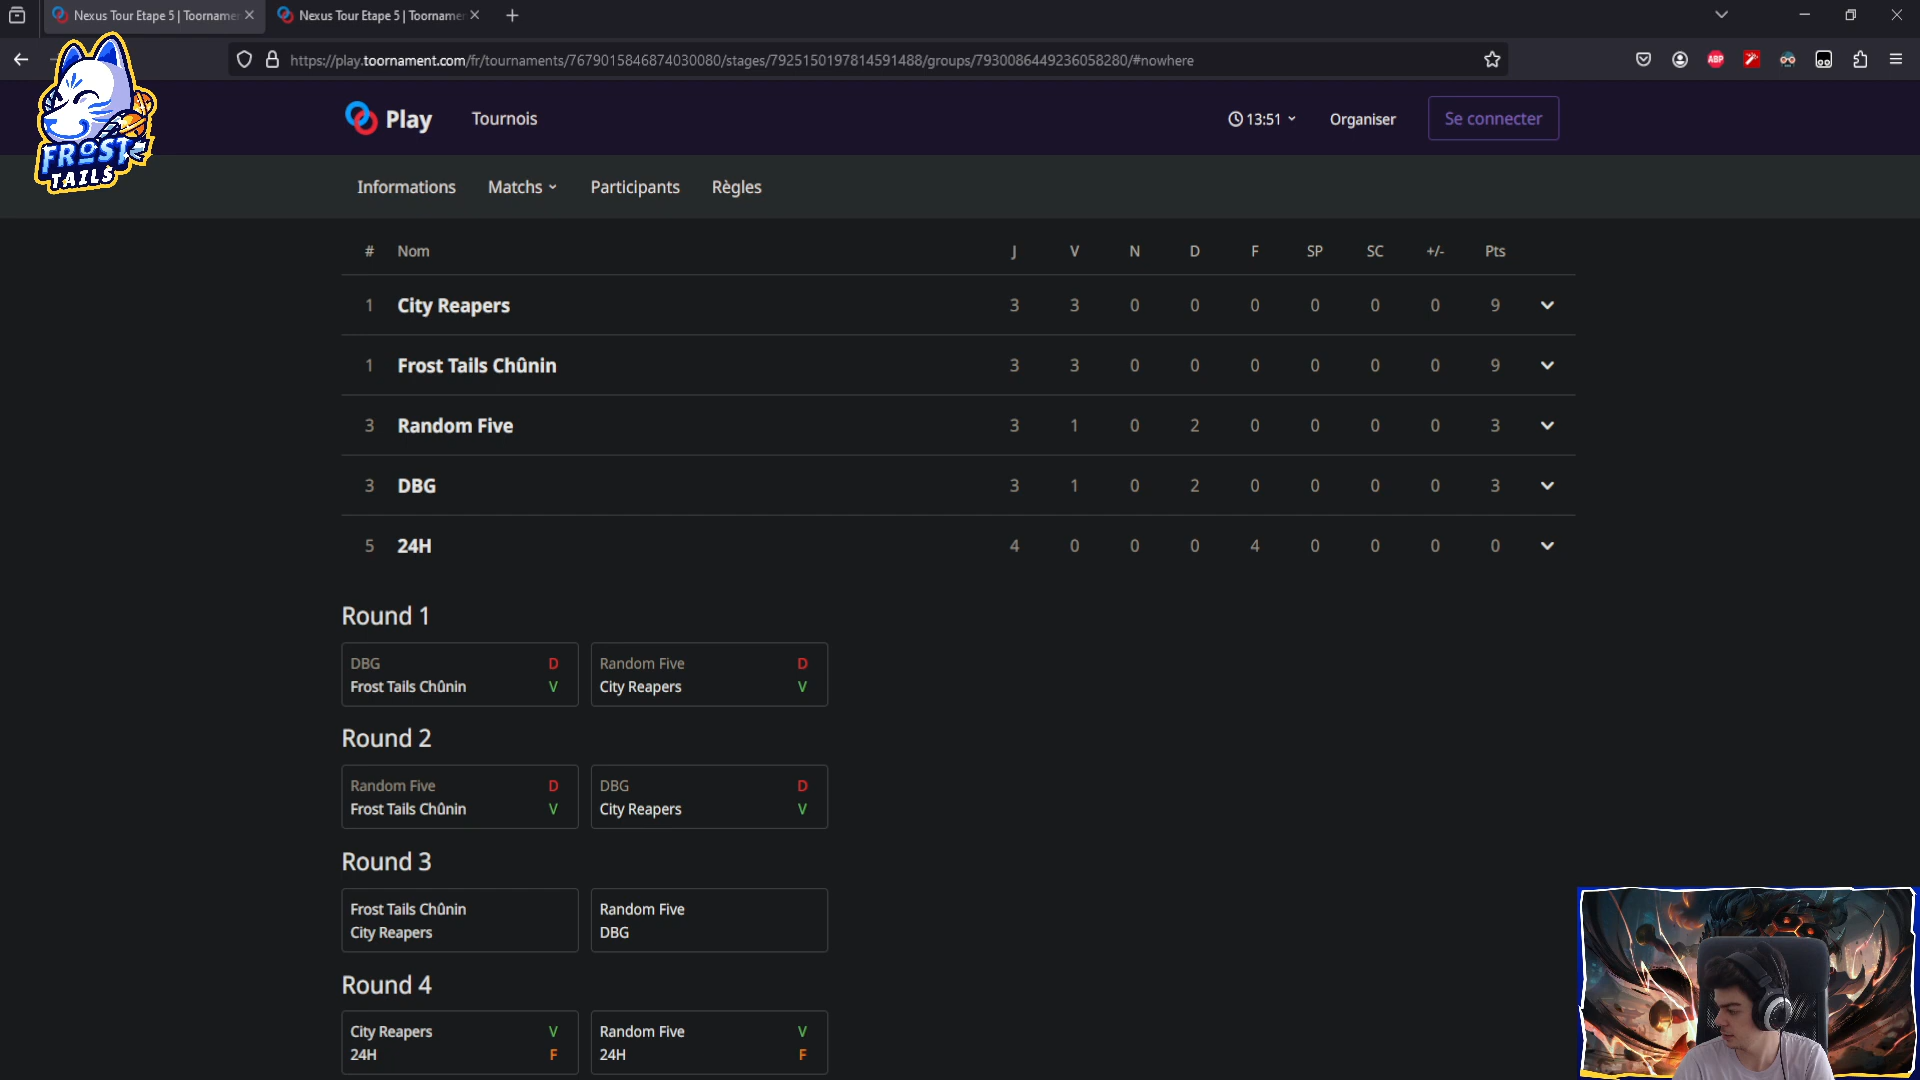 Nexus Tour Etape 5 | Toorname
Nexus Tour Etape 5 | Toorname
https://play.toornament.com/fr/tournaments/7679015846874030080/stages/7925150197814591488/groups/7930086449236058280/#nowhere
ABP
FROST
TAILS
Play
Tournois
13:51
Organiser
Se connecter
Informations
Matchs
Participants
Règles
# Nom J V N D F SP SC +/- Pts
1 City Reapers 3 3 0 0 0 0 0 0 9
1 Frost Tails Chûnin 3 3 0 0 0 0 0 0 9
3 Random Five 3 1 0 2 0 0 0 0 3
3 DBG 3 1 0 2 0 0 0 0 3
5 24H 4 0 0 0 4 0 0 0 0
Round 1
DBG D
Frost Tails Chûnin V
Random Five D
City Reapers V
Round 2
Random Five D
Frost Tails Chûnin V
DBG D
City Reapers V
Round 3
Frost Tails Chûnin
City Reapers
Random Five
DBG
Round 4
City Reapers V
24H F
Random Five V
24H F